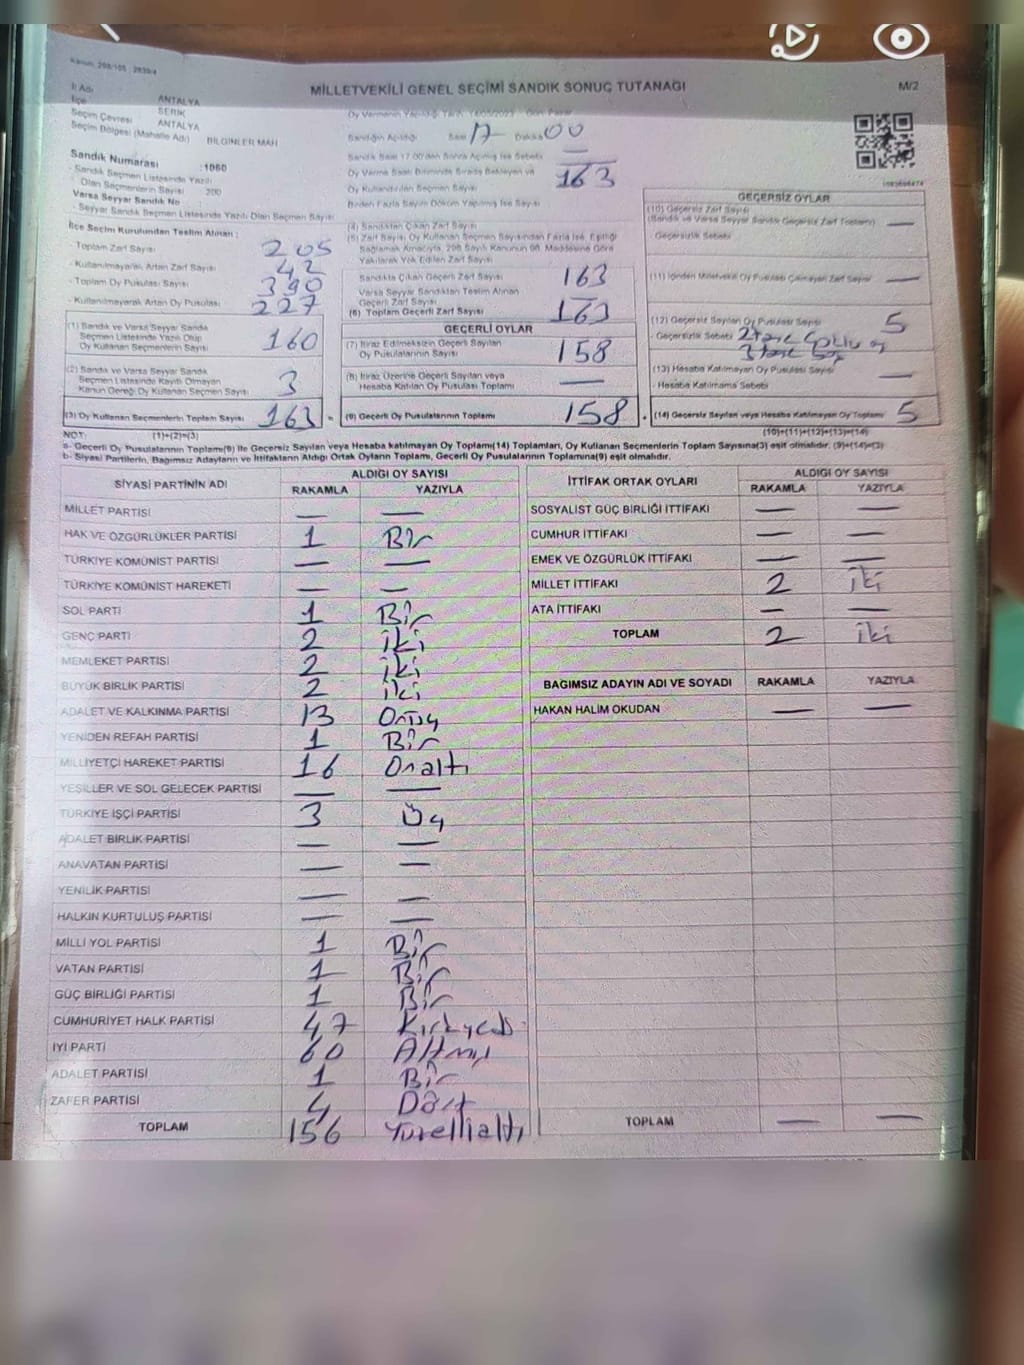 Kanun: 298/105 : 2839/4
MİLLETVEKİLİ GENEL SEÇİMİ SANDIK SONUÇ TUTANAĞI
M/2
İl Adı ANTALYA
İlçe SERİK
Seçim Çevresi ANTALYA
Seçim Bölgesi (Mahalle Adı) BİLGİNLER MAH
Sandık Numarası : 1060
- Sandık Seçmen Listesinde Yazılı
Olan Seçmenlerin Sayısı 200
Varsa Seyyar Sandık No
- Seyyar Sandık Seçmen Listesinde Yazılı Olan Seçmen Sayısı
İlçe Seçim Kurulundan Teslim Alınan :
- Toplam Zarf Sayısı 205
- Kullanılmayarak Artan Zarf Sayısı 42
- Toplam Oy Pusulası Sayısı 390
- Kullanılmayarak Artan Oy Pusulası 227
(1) Sandık ve Varsa Seyyar Sandık
Seçmen Listesinde Yazılı Olup
Oy Kullanan Seçmenlerin Sayısı 160
(2) Sandık ve Varsa Seyyar Sandık
Seçmen Listesinde Kayıtlı Olmayan
Kanun Gereği Oy Kullanan Seçmen Sayısı 3
(3) Oy Kullanan Seçmenlerin Toplam Sayısı 163 =
Oy Vermenin Yapıldığı Tarih 14/05/2023 Gün Pazar
Sandığın Açıldığı Saat 17 Dakika 00
Sandık Saat 17.00'den Sonra Açılmış İse Sebebi —
Oy Verme Saati Bitiminde Sırada Bekleyen ve —
Oy Kullandırılan Seçmen Sayısı 163
Birden Fazla Sayım Döküm Yapılmış İse Sayısı
(4) Sandıktan Çıkan Zarf Sayısı
(5) Zarf Sayısı Oy Kullanan Seçmen Sayısından Fazla İse, Eşitliği
Sağlamak Amacıyla, 298 Sayılı Kanunun 98. Maddesine Göre
Yakılarak Yok Edilen Zarf Sayısı
Sandıkta Çıkan Geçerli Zarf Sayısı 163
Varsa Seyyar Sandıktan Teslim Alınan
Geçerli Zarf Sayısı —
(6) Toplam Geçerli Zarf Sayısı 163
GEÇERLİ OYLAR
(7) İtiraz Edilmeksizin Geçerli Sayılan
Oy Pusulalarının Sayısı 158
(8) İtiraz Üzerine Geçerli Sayılan veya
Hesaba Katılan Oy Pusulası Toplamı —
(9) Geçerli Oy Pusulalarının Toplamı 158 +
GEÇERSİZ OYLAR
(10) Geçersiz Zarf Sayısı
(Sandık ve Varsa Seyyar Sandık Geçersiz Zarf Toplamı) —
- Geçersizlik Sebebi
(11) İçinden Milletvekili Oy Pusulası Çıkmayan Zarf Sayısı —
(12) Geçersiz Sayılan Oy Pusulası Sayısı 5
- Geçersizlik Sebebi 2 tane
3 tane
(13) Hesaba Katılmayan Oy Pusulası Sayısı —
- Hesaba Katılmama Sebebi
(14) Geçersiz Sayılan veya Hesaba Katılmayan Oy Toplamı 5
(10)+(11)+(12)+(13)=(14)
NOT: (1)+(2)=(3)
a- Geçerli Oy Pusulalarının Toplamı(9) ile Geçersiz Sayılan veya Hesaba katılmayan Oy Toplamı(14) Toplamları, Oy Kullanan Seçmenlerin Toplam Sayısına(3) eşit olmalıdır. (9)+(14)=(3)
b- Siyasi Partilerin, Bağımsız Adayların ve İttifakların Aldığı Ortak Oyların Toplamı, Geçerli Oy Pusulalarının Toplamına(9) eşit olmalıdır.
SİYASİ PARTİNİN ADI ALDIĞI OY SAYISI
RAKAMLA YAZIYLA
MİLLET PARTİSİ — —
HAK VE ÖZGÜRLÜKLER PARTİSİ 1 Bir
TÜRKİYE KOMÜNİST PARTİSİ — —
TÜRKİYE KOMÜNİST HAREKETİ — —
SOL PARTİ 1 Bir
GENÇ PARTİ 2 iki
MEMLEKET PARTİSİ 2 iki
BÜYÜK BİRLİK PARTİSİ 2 iki
ADALET VE KALKINMA PARTİSİ 13 Onüç
YENİDEN REFAH PARTİSİ 1 Bir
MİLLİYETÇİ HAREKET PARTİSİ 16 Onaltı
YEŞİLLER VE SOL GELECEK PARTİSİ — —
TÜRKİYE İŞÇİ PARTİSİ 3 Üç
ADALET BİRLİK PARTİSİ — —
ANAVATAN PARTİSİ — —
YENİLİK PARTİSİ — —
HALKIN KURTULUŞ PARTİSİ — —
MİLLİ YOL PARTİSİ 1 Bir
VATAN PARTİSİ 1 Bir
GÜÇ BİRLİĞİ PARTİSİ 1 Bir
CUMHURİYET HALK PARTİSİ 47 Kırkyedi
İYİ PARTİ 60 Altmış
ADALET PARTİSİ 1 Bir
ZAFER PARTİSİ 4 Dört
TOPLAM 156 Yüzellialtı
İTTİFAK ORTAK OYLARI ALDIĞI OY SAYISI
RAKAMLA YAZIYLA
SOSYALİST GÜÇ BİRLİĞİ İTTİFAKI — —
CUMHUR İTTİFAKI — —
EMEK VE ÖZGÜRLÜK İTTİFAKI — —
MİLLET İTTİFAKI 2 iki
ATA İTTİFAKI — —
TOPLAM 2 iki
BAĞIMSIZ ADAYIN ADI VE SOYADI RAKAMLA YAZIYLA
HAKAN HALİM OKUDAN — —
TOPLAM — —